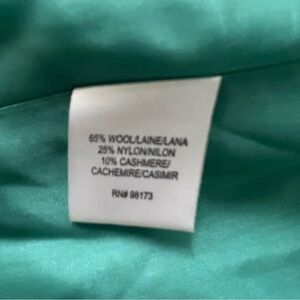 65% WOOL/LAINE/LANA
25% NYLON/NILON
10% CASHMERE/
CACHEMIRE/CASIMIR
RN# 98173